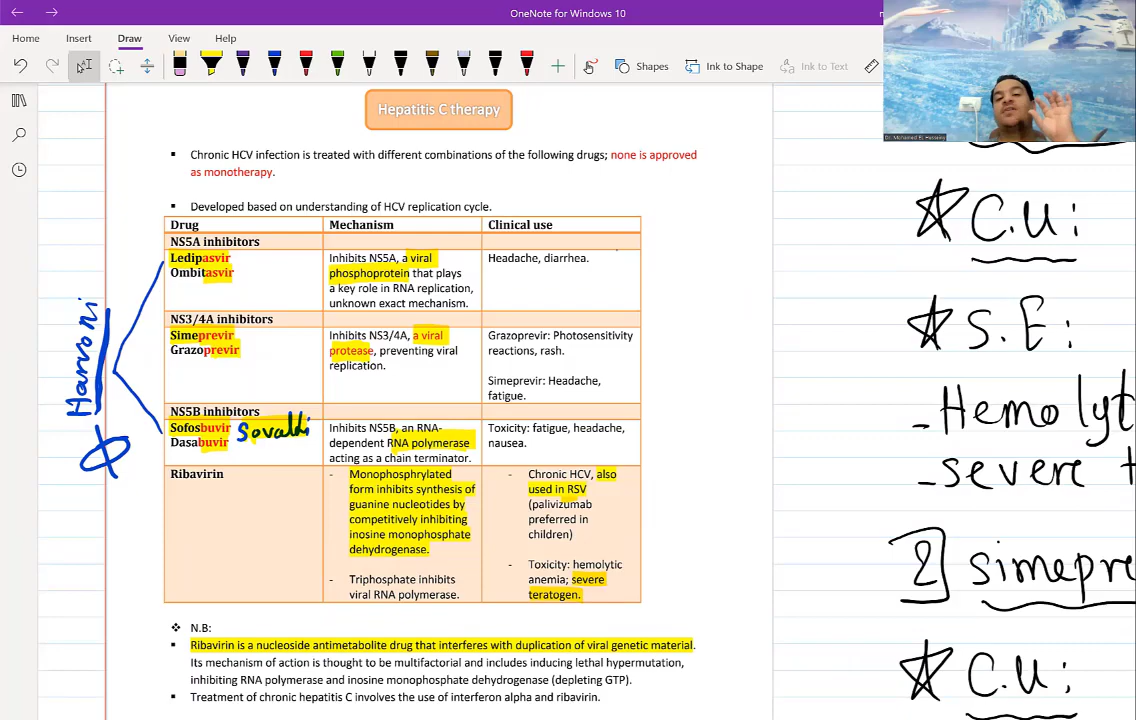 OneNote for Windows 10
Home Insert Draw View Help
Shapes Ink to Shape Ink to Text
Dr. Mohamed EL Hosseiny
Hepatitis C therapy
Chronic HCV infection is treated with different combinations of the following drugs; none is approved
as monotherapy.
Developed based on understanding of HCV replication cycle.
Drug Mechanism Clinical use
NS5A inhibitors
Ledipasvir
Ombitasvir
Inhibits NS5A, a viral
phosphoprotein that plays
a key role in RNA replication,
unknown exact mechanism.
Headache, diarrhea.
NS3/4A inhibitors
Simeprevir
Grazoprevir
Inhibits NS3/4A, a viral
protease, preventing viral
replication.
Grazoprevir: Photosensitivity
reactions, rash.
Simeprevir: Headache,
fatigue.
NS5B inhibitors
Sofosbuvir Sovaldi
Dasabuvir
Inhibits NS5B, an RNA-
dependent RNA polymerase
acting as a chain terminator.
Toxicity: fatigue, headache,
nausea.
Ribavirin
- Monophosphrylated
form inhibits synthesis of
guanine nucleotides by
competitively inhibiting
inosine monophosphate
dehydrogenase.
- Triphosphate inhibits
viral RNA polymerase.
- Chronic HCV, also
used in RSV
(palivizumab
preferred in
children)
- Toxicity: hemolytic
anemia; severe
teratogen.
N.B:
Ribavirin is a nucleoside antimetabolite drug that interferes with duplication of viral genetic material.
Its mechanism of action is thought to be multifactorial and includes inducing lethal hypermutation,
inhibiting RNA polymerase and inosine monophosphate dehydrogenase (depleting GTP).
Treatment of chronic hepatitis C involves the use of interferon alpha and ribavirin.
Harvoni
C.U:
S.E:
- Hemolyt
- severe t
2] simepre
C.U: